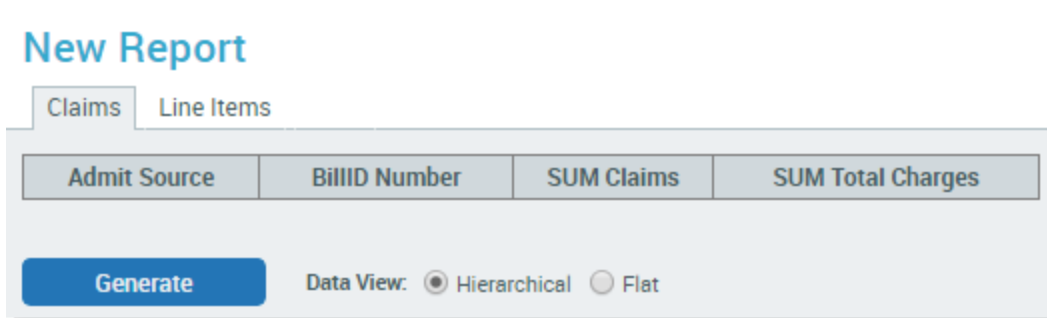 New Report
Claims Line Items
Admit Source BillID Number SUM Claims SUM Total Charges
Generate Data View: Hierarchical Flat